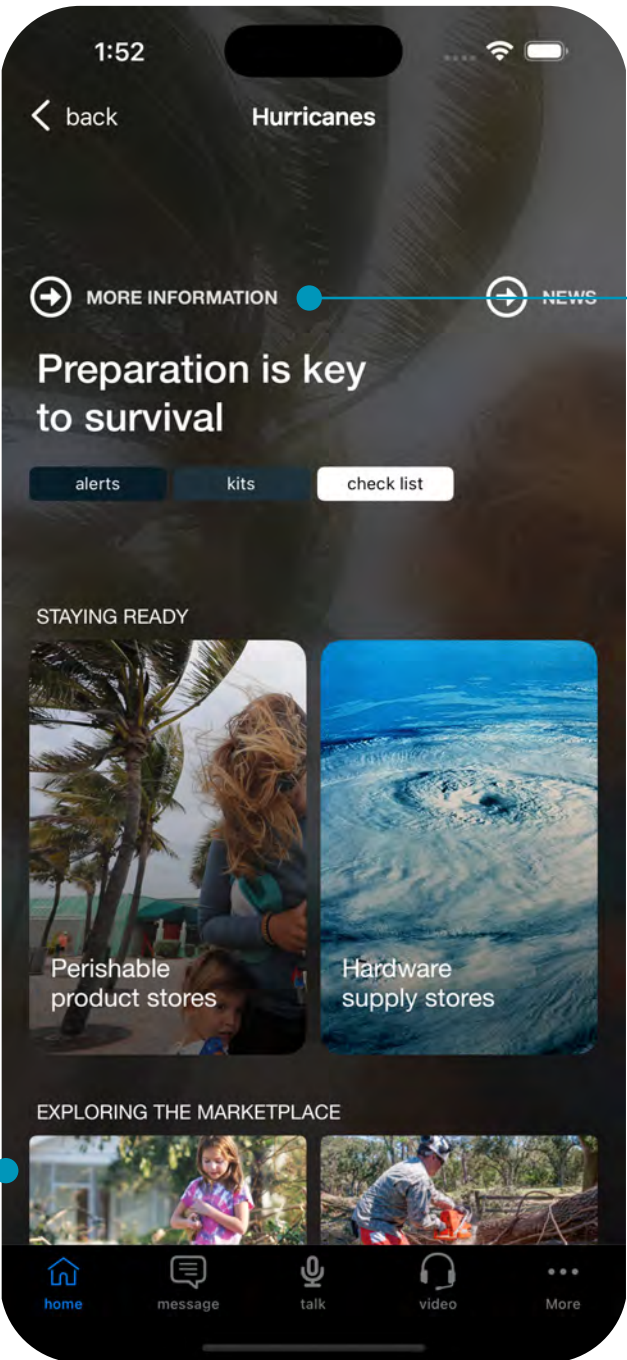 1:52
back
Hurricanes
MORE INFORMATION
NEWS
Preparation is key
to survival
alerts
kits
check list
STAYING READY
Perishable
product stores
Hardware
supply stores
EXPLORING THE MARKETPLACE
home
message
talk
video
More